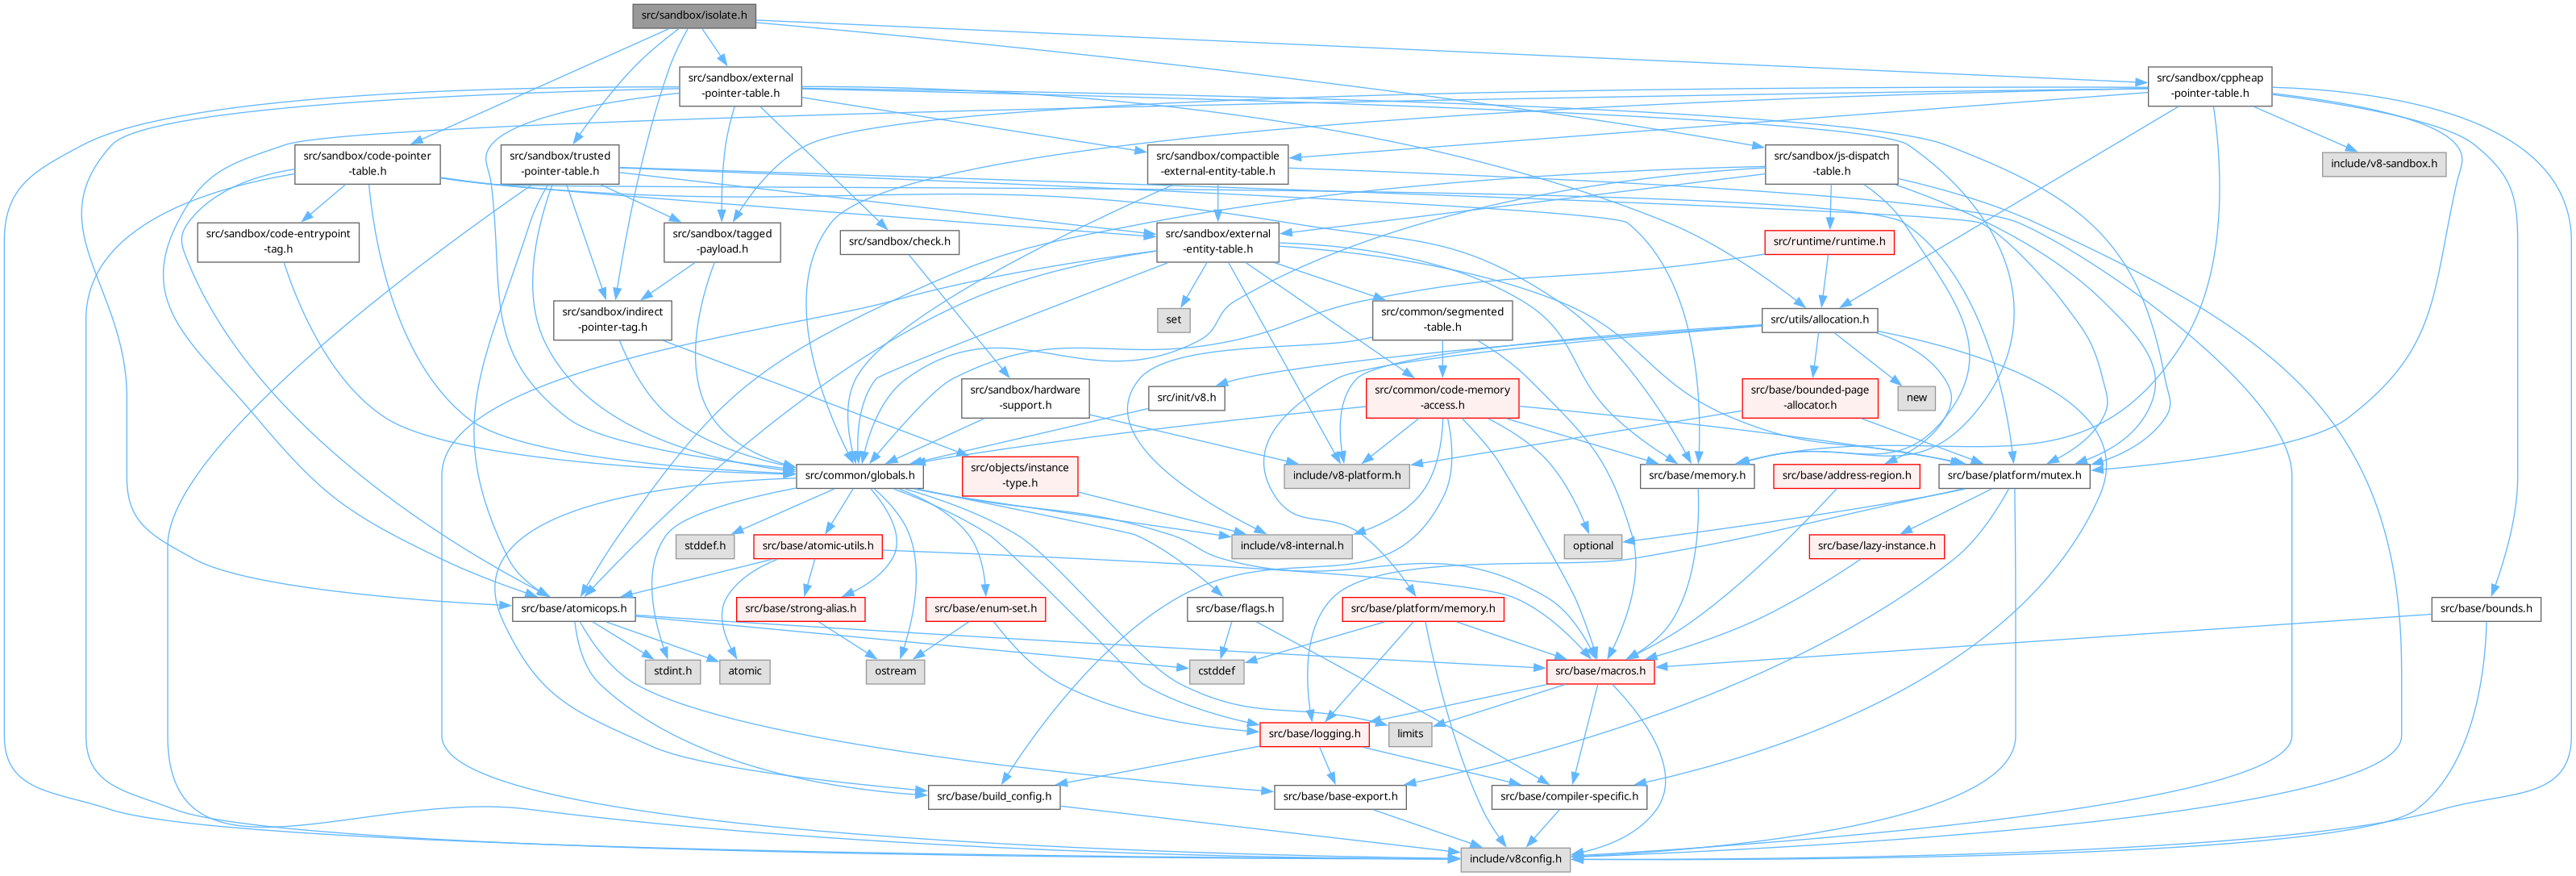 src/sandbox/isolate.h
src/sandbox/external
-pointer-table.h
src/sandbox/cppheap
-pointer-table.h
src/sandbox/code-pointer
-table.h
src/sandbox/trusted
-pointer-table.h
src/sandbox/compactible
-external-entity-table.h
src/sandbox/js-dispatch
-table.h
include/v8-sandbox.h
src/sandbox/code-entrypoint
-tag.h
src/sandbox/tagged
-payload.h
src/sandbox/check.h
src/sandbox/external
-entity-table.h
src/runtime/runtime.h
src/sandbox/indirect
-pointer-tag.h
set
src/common/segmented
-table.h
src/utils/allocation.h
src/sandbox/hardware
-support.h
src/init/v8.h
src/common/code-memory
-access.h
src/base/bounded-page
-allocator.h
new
src/common/globals.h
src/objects/instance
-type.h
include/v8-platform.h
src/base/memory.h
src/base/address-region.h
src/base/platform/mutex.h
stddef.h
src/base/atomic-utils.h
include/v8-internal.h
optional
src/base/lazy-instance.h
src/base/atomicops.h
src/base/strong-alias.h
src/base/enum-set.h
src/base/flags.h
src/base/platform/memory.h
src/base/bounds.h
stdint.h
atomic
ostream
cstddef
src/base/macros.h
src/base/logging.h
limits
src/base/build_config.h
src/base/base-export.h
src/base/compiler-specific.h
include/v8config.h